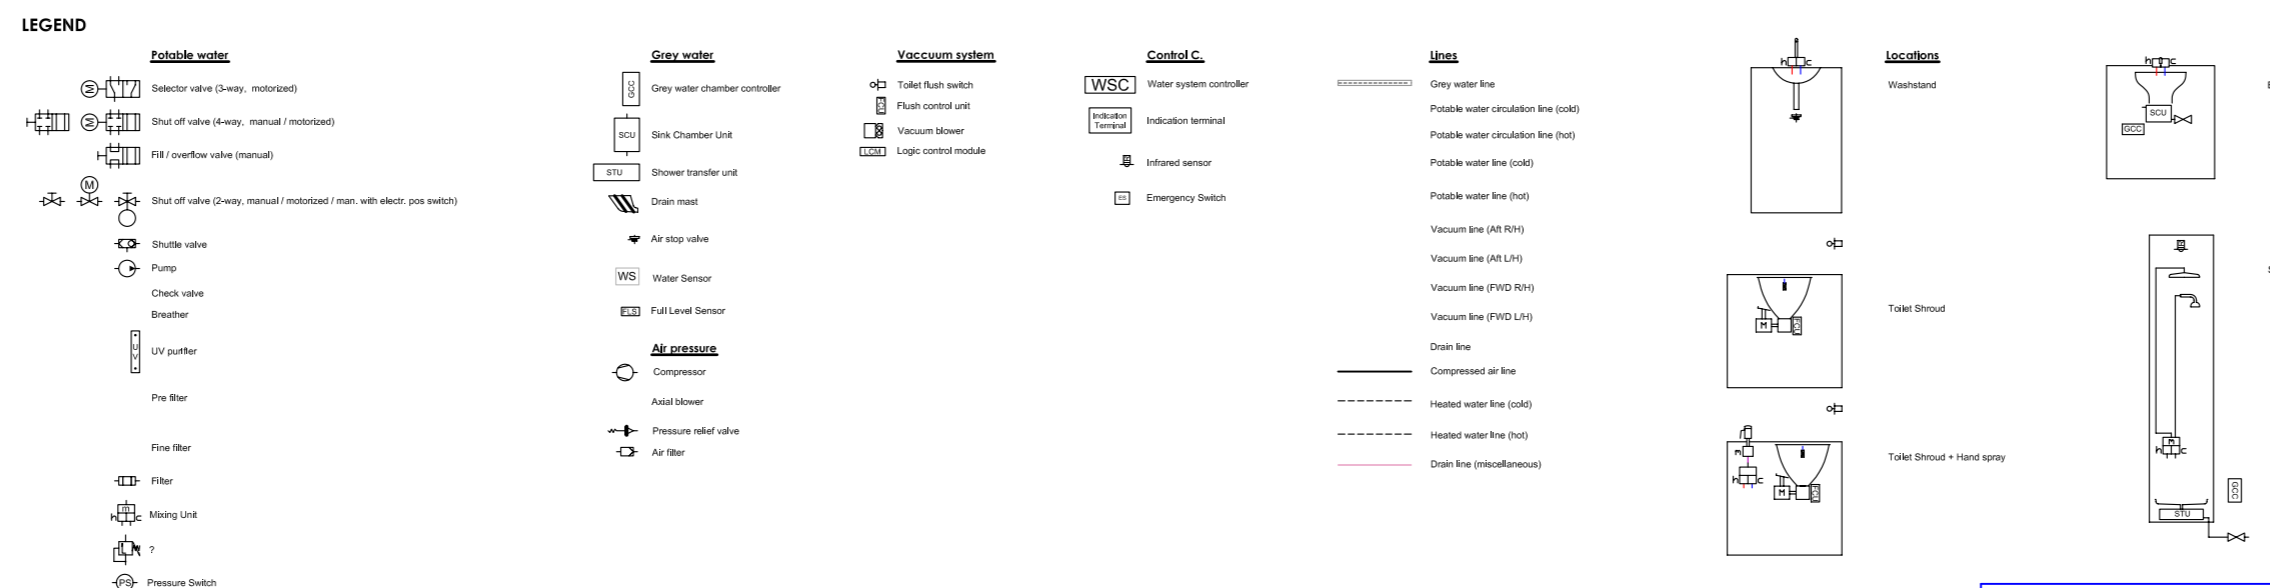 LEGEND
Potable water
M
Selector valve (3-way, motorized)
M
Shut off valve (4-way, manual / motorized)
Fill / overflow valve (manual)
M
Shut off valve (2-way, manual / motorized / man. with electr. pos switch)
Shuttle valve
Pump
Check valve
Breather
UV
UV purifier
Pre filter
Fine filter
Filter
m
h c
Mixing Unit
?
PS
Pressure Switch
Grey water
GCC
Grey water chamber controller
SCU
Sink Chamber Unit
STU
Shower transfer unit
Drain mast
Air stop valve
WS
Water Sensor
FLS
Full Level Sensor
Air pressure
Compressor
Axial blower
Pressure relief valve
Air filter
Vaccuum system
Toilet flush switch
FCU
Flush control unit
Vacuum blower
LCM
Logic control module
Control C.
WSC
Water system controller
Indication
Terminal
Indication terminal
Infrared sensor
ES
Emergency Switch
Lines
Grey water line
Potable water circulation line (cold)
Potable water circulation line (hot)
Potable water line (cold)
Potable water line (hot)
Vacuum line (Aft R/H)
Vacuum line (Aft L/H)
Vacuum line (FWD R/H)
Vacuum line (FWD L/H)
Drain line
Compressed air line
Heated water line (cold)
Heated water line (hot)
Drain line (miscellaneous)
Locations
h c
Washstand
M
FCU
Toilet Shroud
m
h c
M
FCU
Toilet Shroud + Hand spray
h c
SCU
GCC
m
h c
GCC
STU